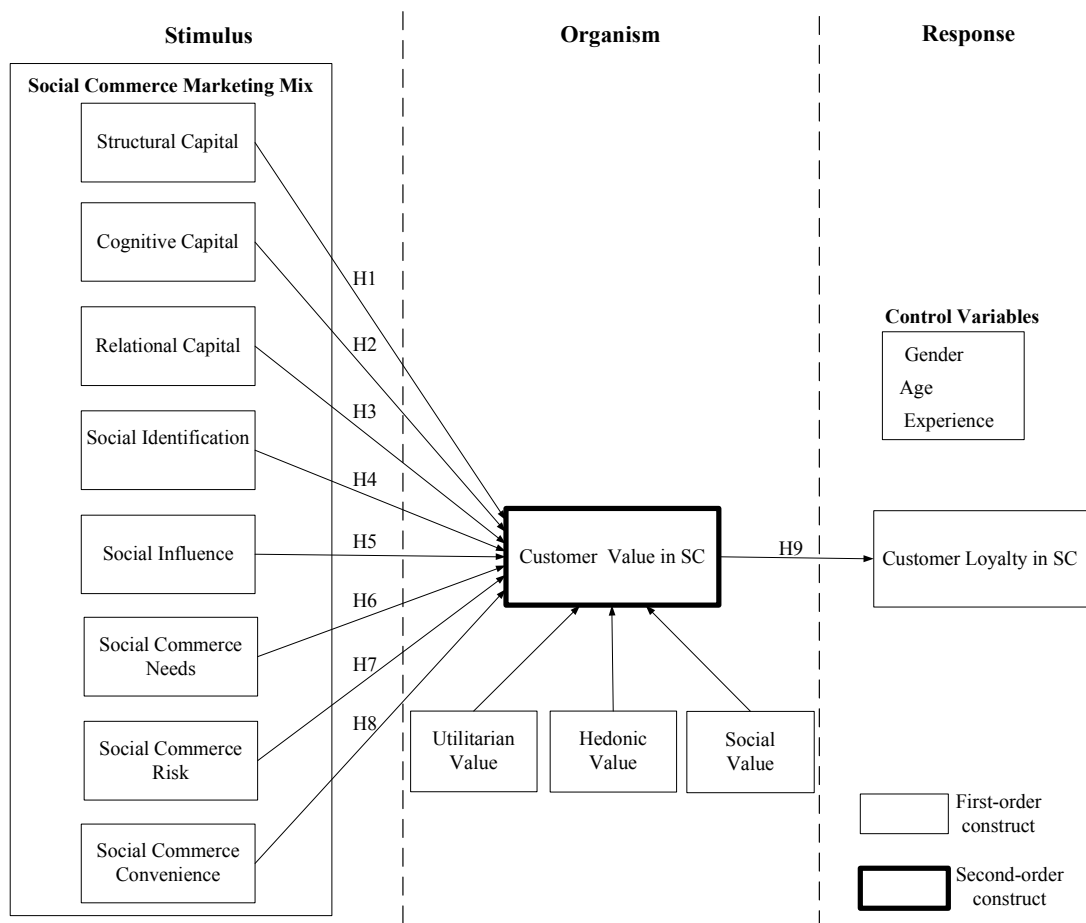 Stimulus
Organism
Response
Social Commerce Marketing Mix
Structural Capital
Cognitive Capital
Relational Capital
Social Identification
Social Influence
Social Commerce
Needs
Social Commerce
Risk
Social Commerce
Convenience
H1
H2
H3
H4
H5
H6
H7
H8
Customer Value in SC
H9
Utilitarian
Value
Hedonic
Value
Social
Value
Control Variables
Gender
Age
Experience
Customer Loyalty in SC
First-order
construct
Second-order
construct